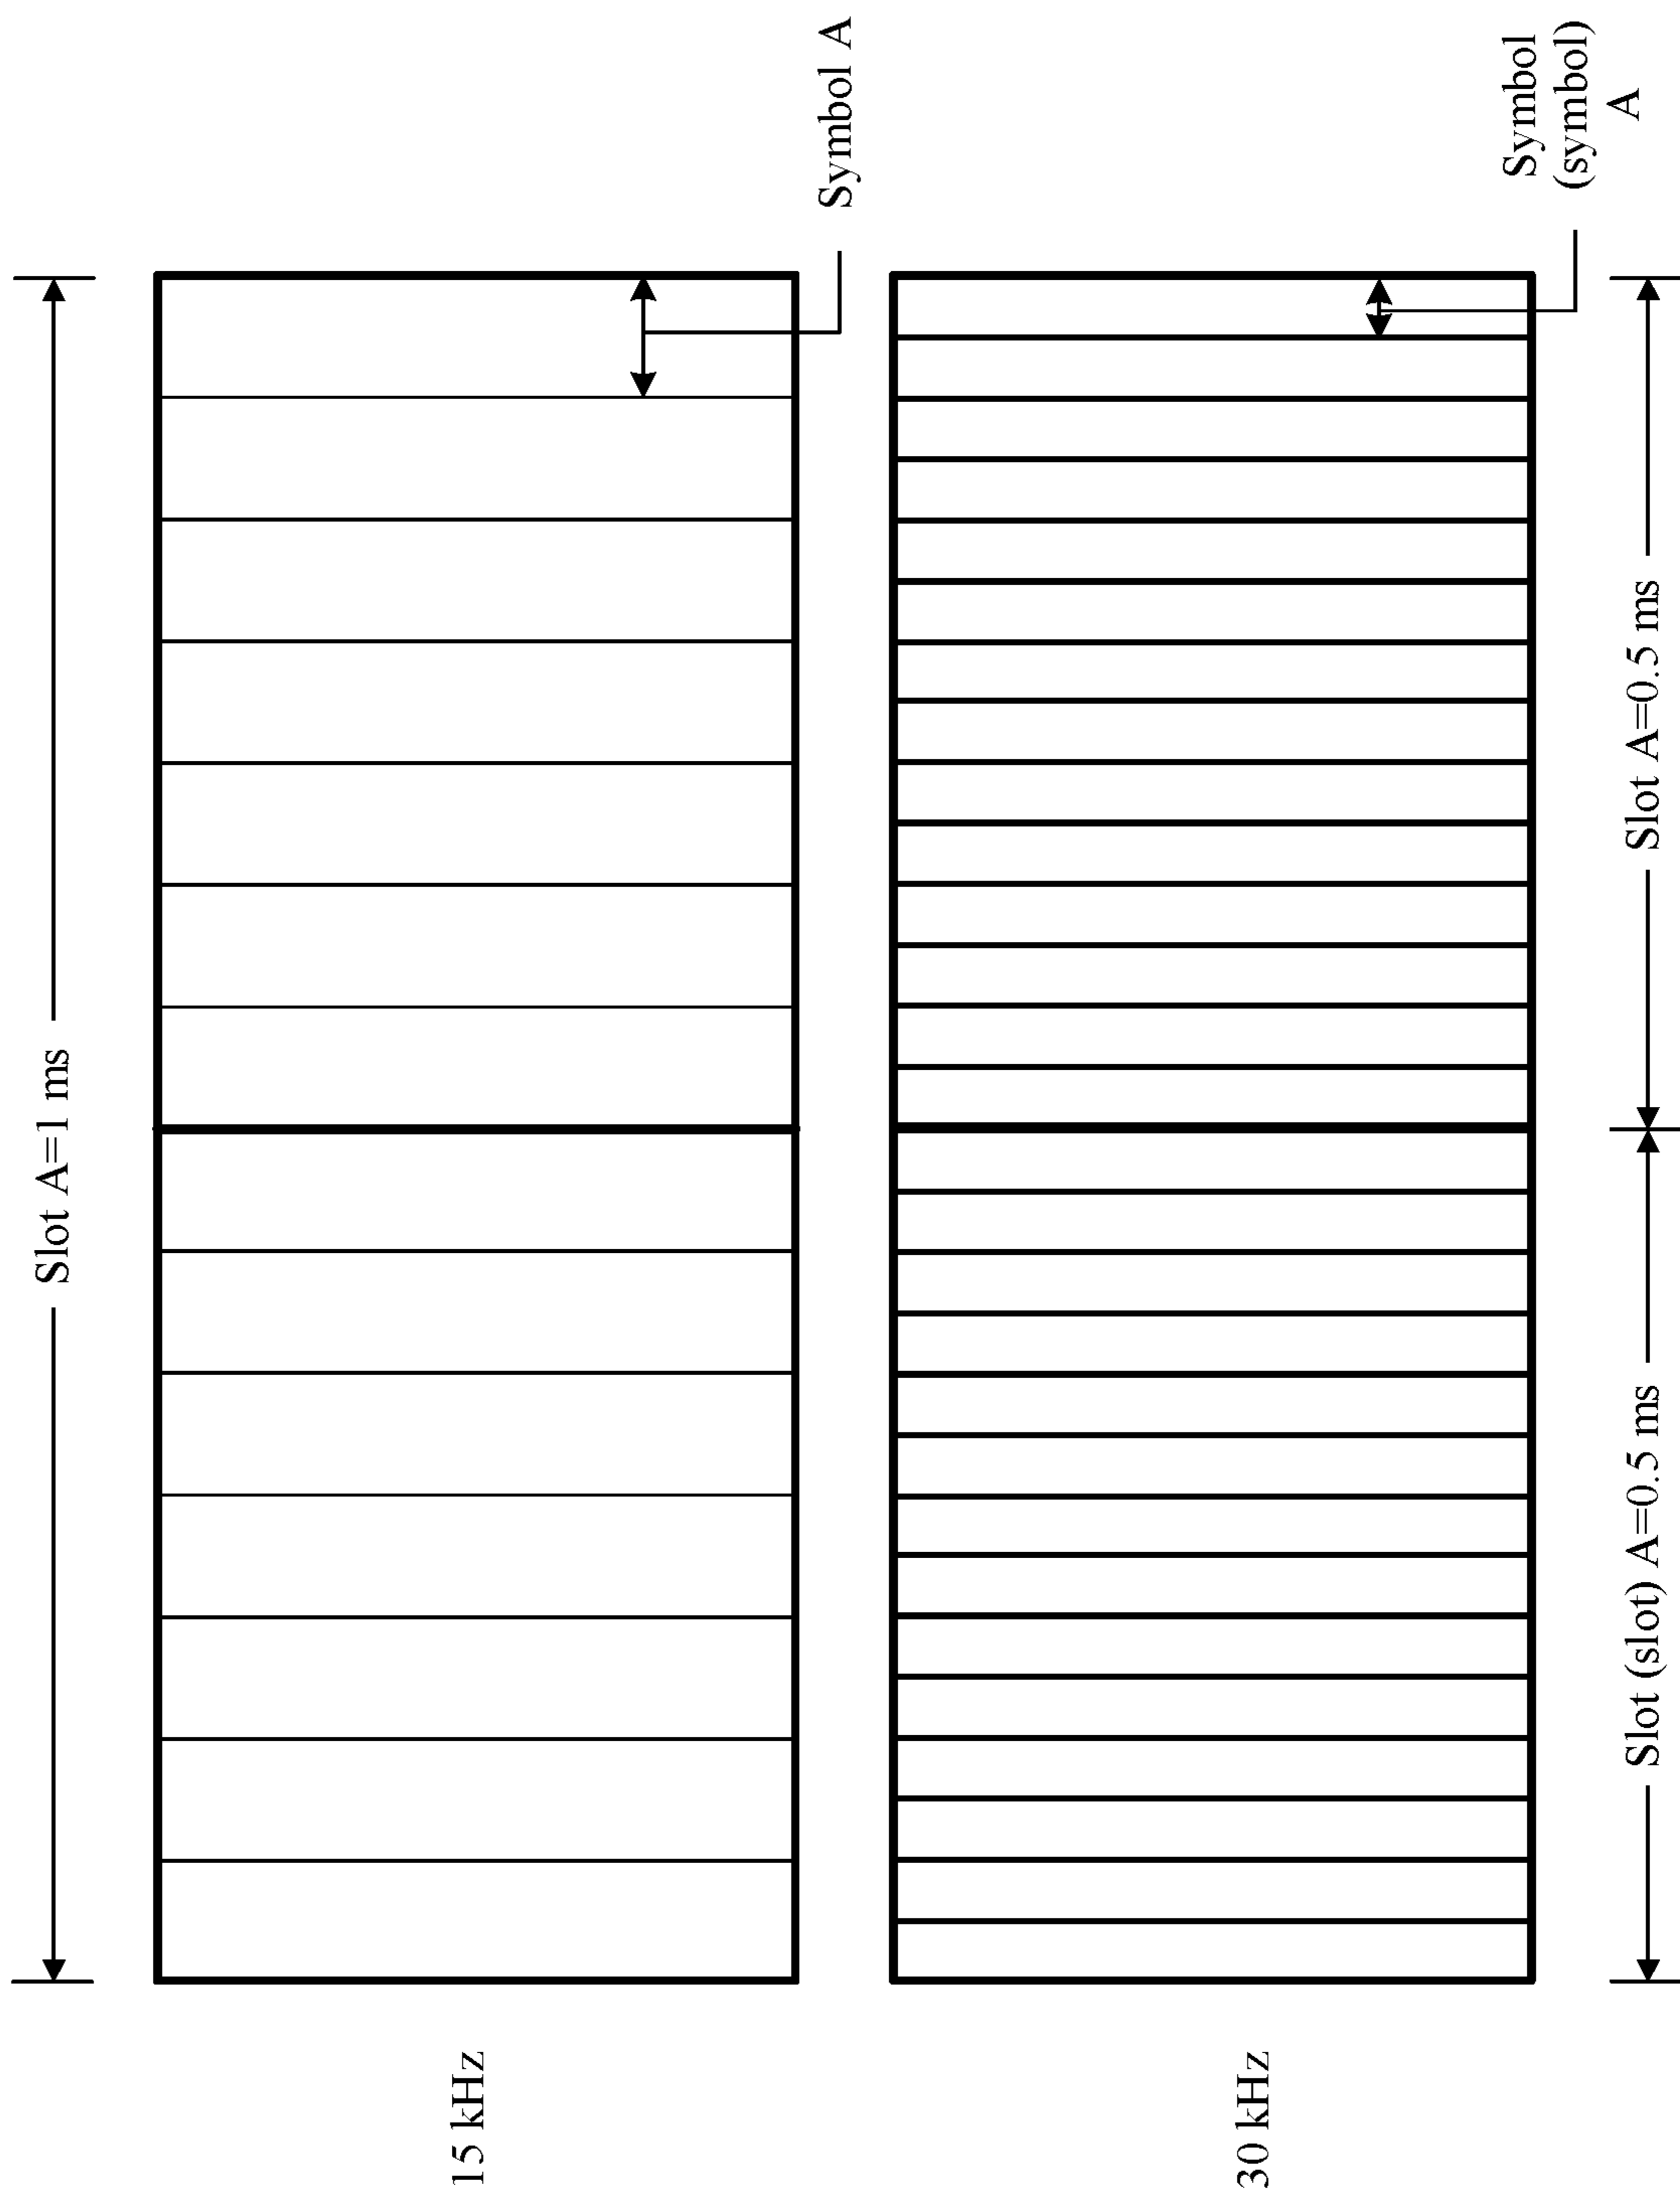 Slot A=1 ms
15 kHz
Symbol A
30 kHz
Symbol
(symbol)
A
Slot (slot) A=0.5 ms
Slot A=0.5 ms